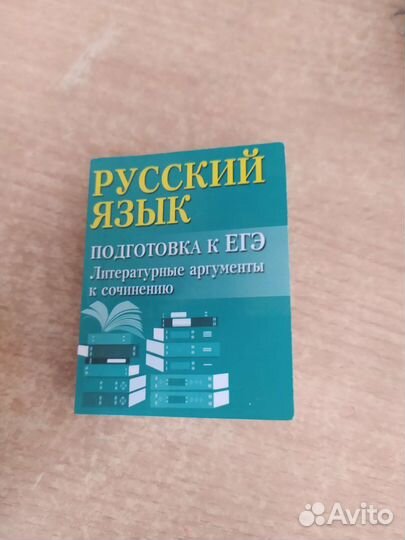 РУССКИЙ
ЯЗЫК
ПОДГОТОВКА К ЕГЭ
Литературные аргументы
к сочинению
Avito